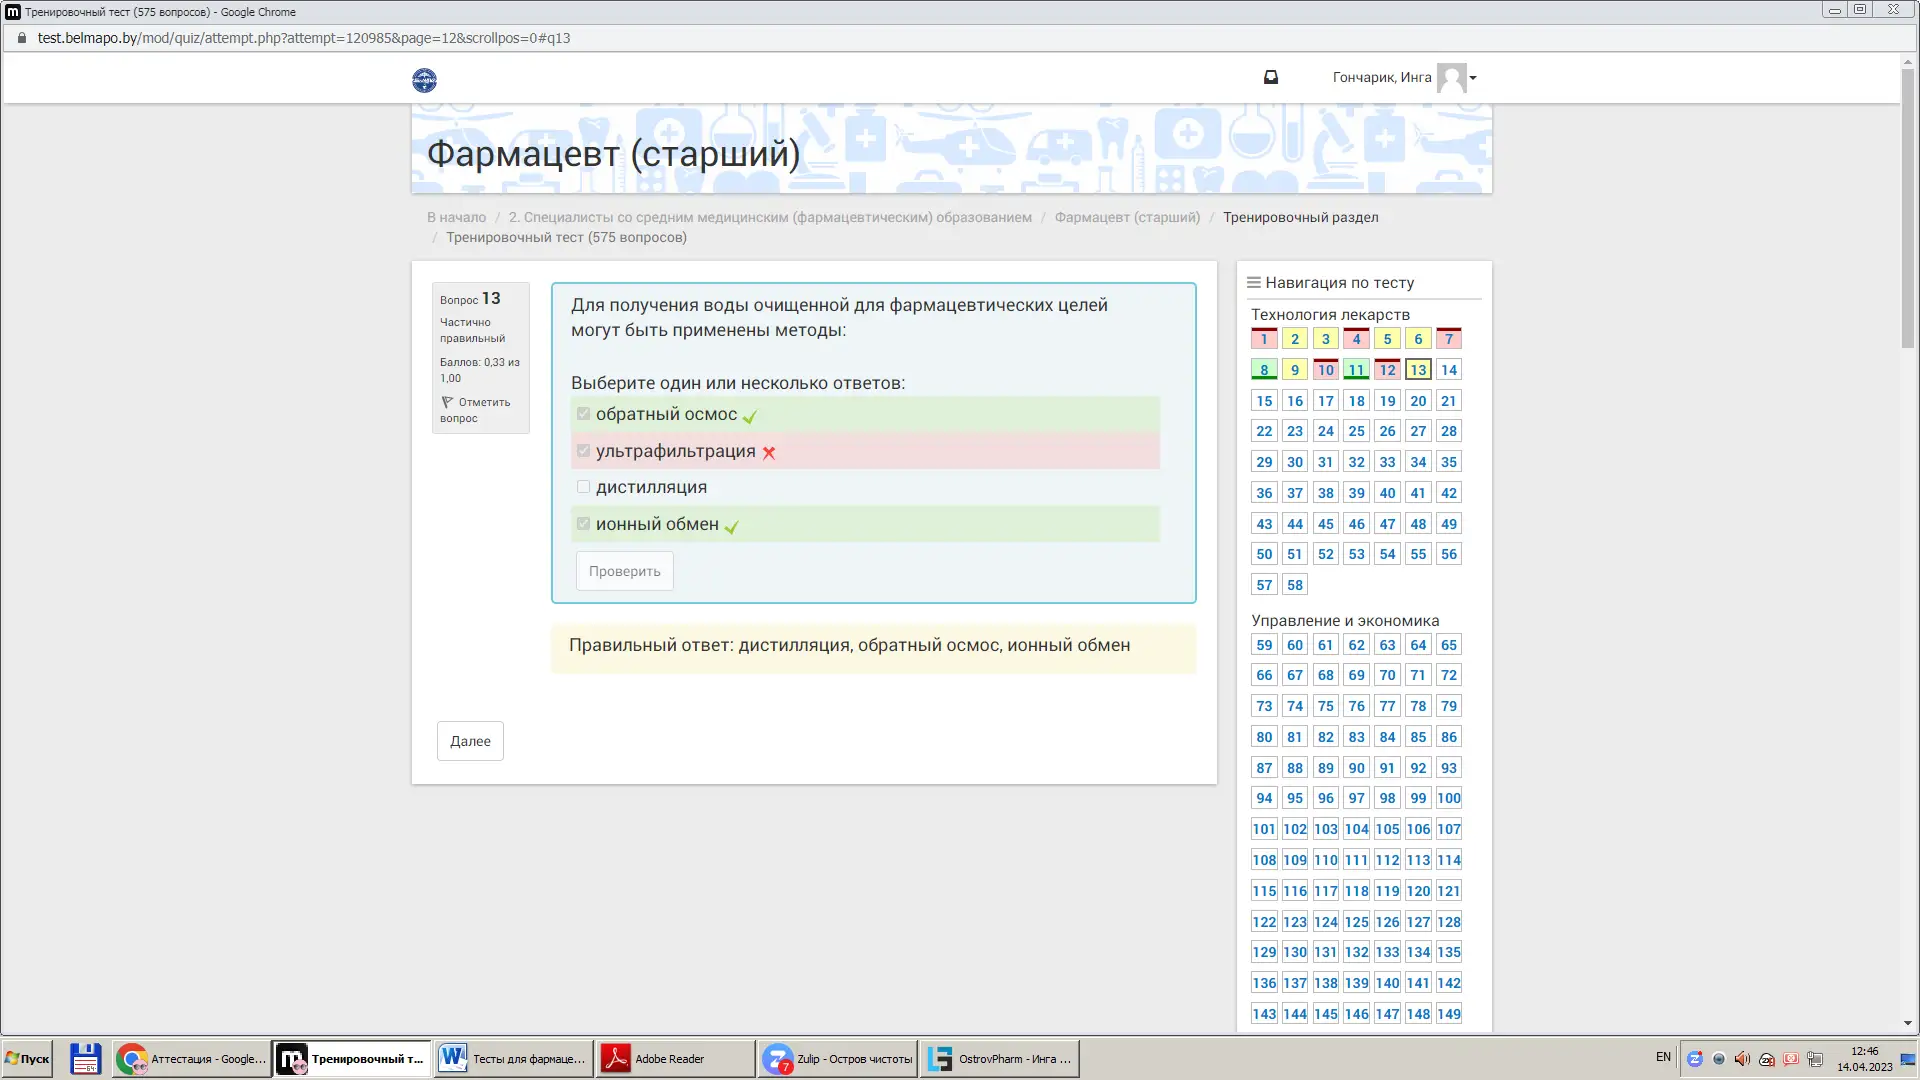 Тренировочный тест (575 вопросов) - Google Chrome
test.belmapo.by/mod/quiz/attempt.php?attempt=120985&page=12&scrollpos=0#q13
Гончарик, Инга
Фармацевт (старший)
В начало / 2. Специалисты со средним медицинским (фармацевтическим) образованием / Фармацевт (старший) / Тренировочный раздел
/ Тренировочный тест (575 вопросов)
Вопрос 13
Частично
правильный
Баллов: 0,33 из
1,00
Отметить
вопрос
Для получения воды очищенной для фармацевтических целей
могут быть применены методы:
Выберите один или несколько ответов:
обратный осмос
ультрафильтрация
дистилляция
ионный обмен
Проверить
Правильный ответ: дистилляция, обратный осмос, ионный обмен
Далее
Навигация по тесту
Технология лекарств
1 2 3 4 5 6 7
8 9 10 11 12 13 14
15 16 17 18 19 20 21
22 23 24 25 26 27 28
29 30 31 32 33 34 35
36 37 38 39 40 41 42
43 44 45 46 47 48 49
50 51 52 53 54 55 56
57 58
Управление и экономика
59 60 61 62 63 64 65
66 67 68 69 70 71 72
73 74 75 76 77 78 79
80 81 82 83 84 85 86
87 88 89 90 91 92 93
94 95 96 97 98 99 100
101 102 103 104 105 106 107
108 109 110 111 112 113 114
115 116 117 118 119 120 121
122 123 124 125 126 127 128
129 130 131 132 133 134 135
136 137 138 139 140 141 142
143 144 145 146 147 148 149
Пуск
64
Аттестация - Google...
Тренировочный т...
Тесты для фармаце...
Adobe Reader
7
Zulip - Остров чистоты
OstrovPharm - Инга ...
EN
12:46
14.04.2023